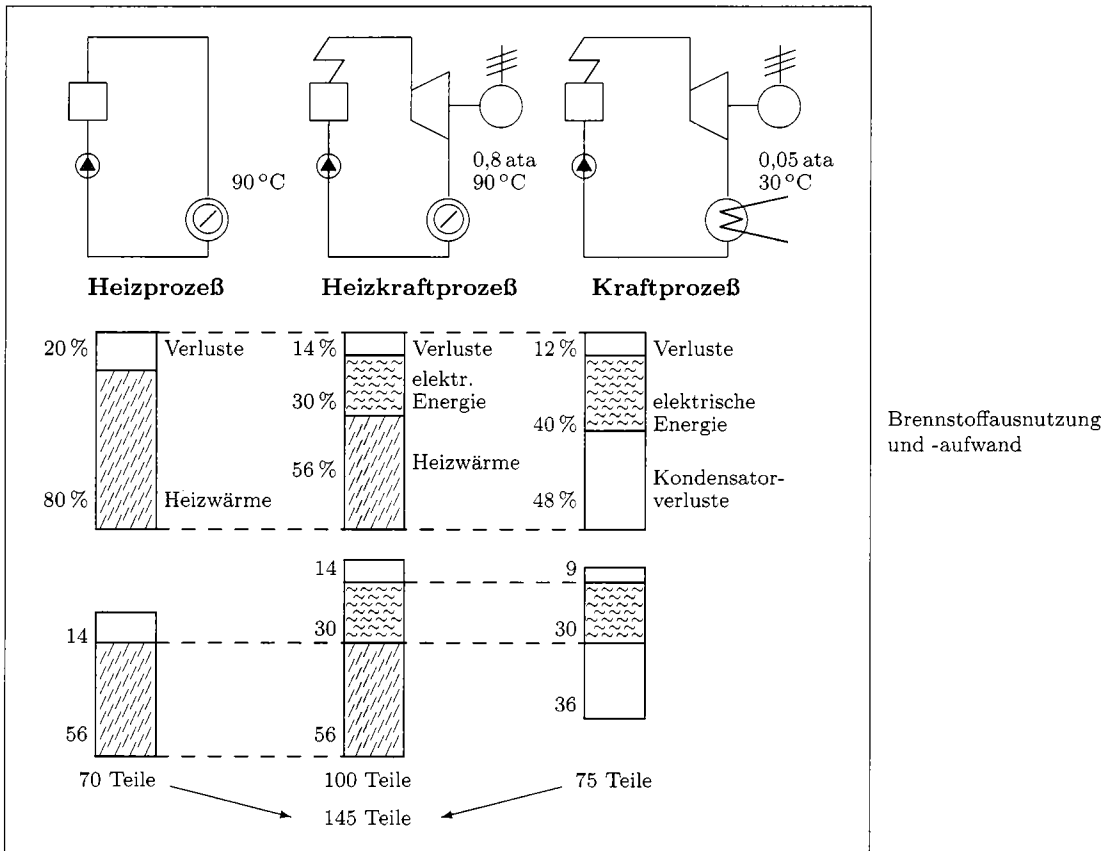 90 °C
0,8 ata
90 °C
0,05 ata
30 °C
Heizprozeß
Heizkraftprozeß
Kraftprozeß
20 %
Verluste
80 %
Heizwärme
14 %
Verluste
30 %
elektr.
Energie
56 %
Heizwärme
12 %
Verluste
40 %
elektrische
Energie
48 %
Kondensator-
verluste
Brennstoffausnutzung
und -aufwand
14
56
14
30
56
9
30
36
70 Teile
100 Teile
75 Teile
145 Teile